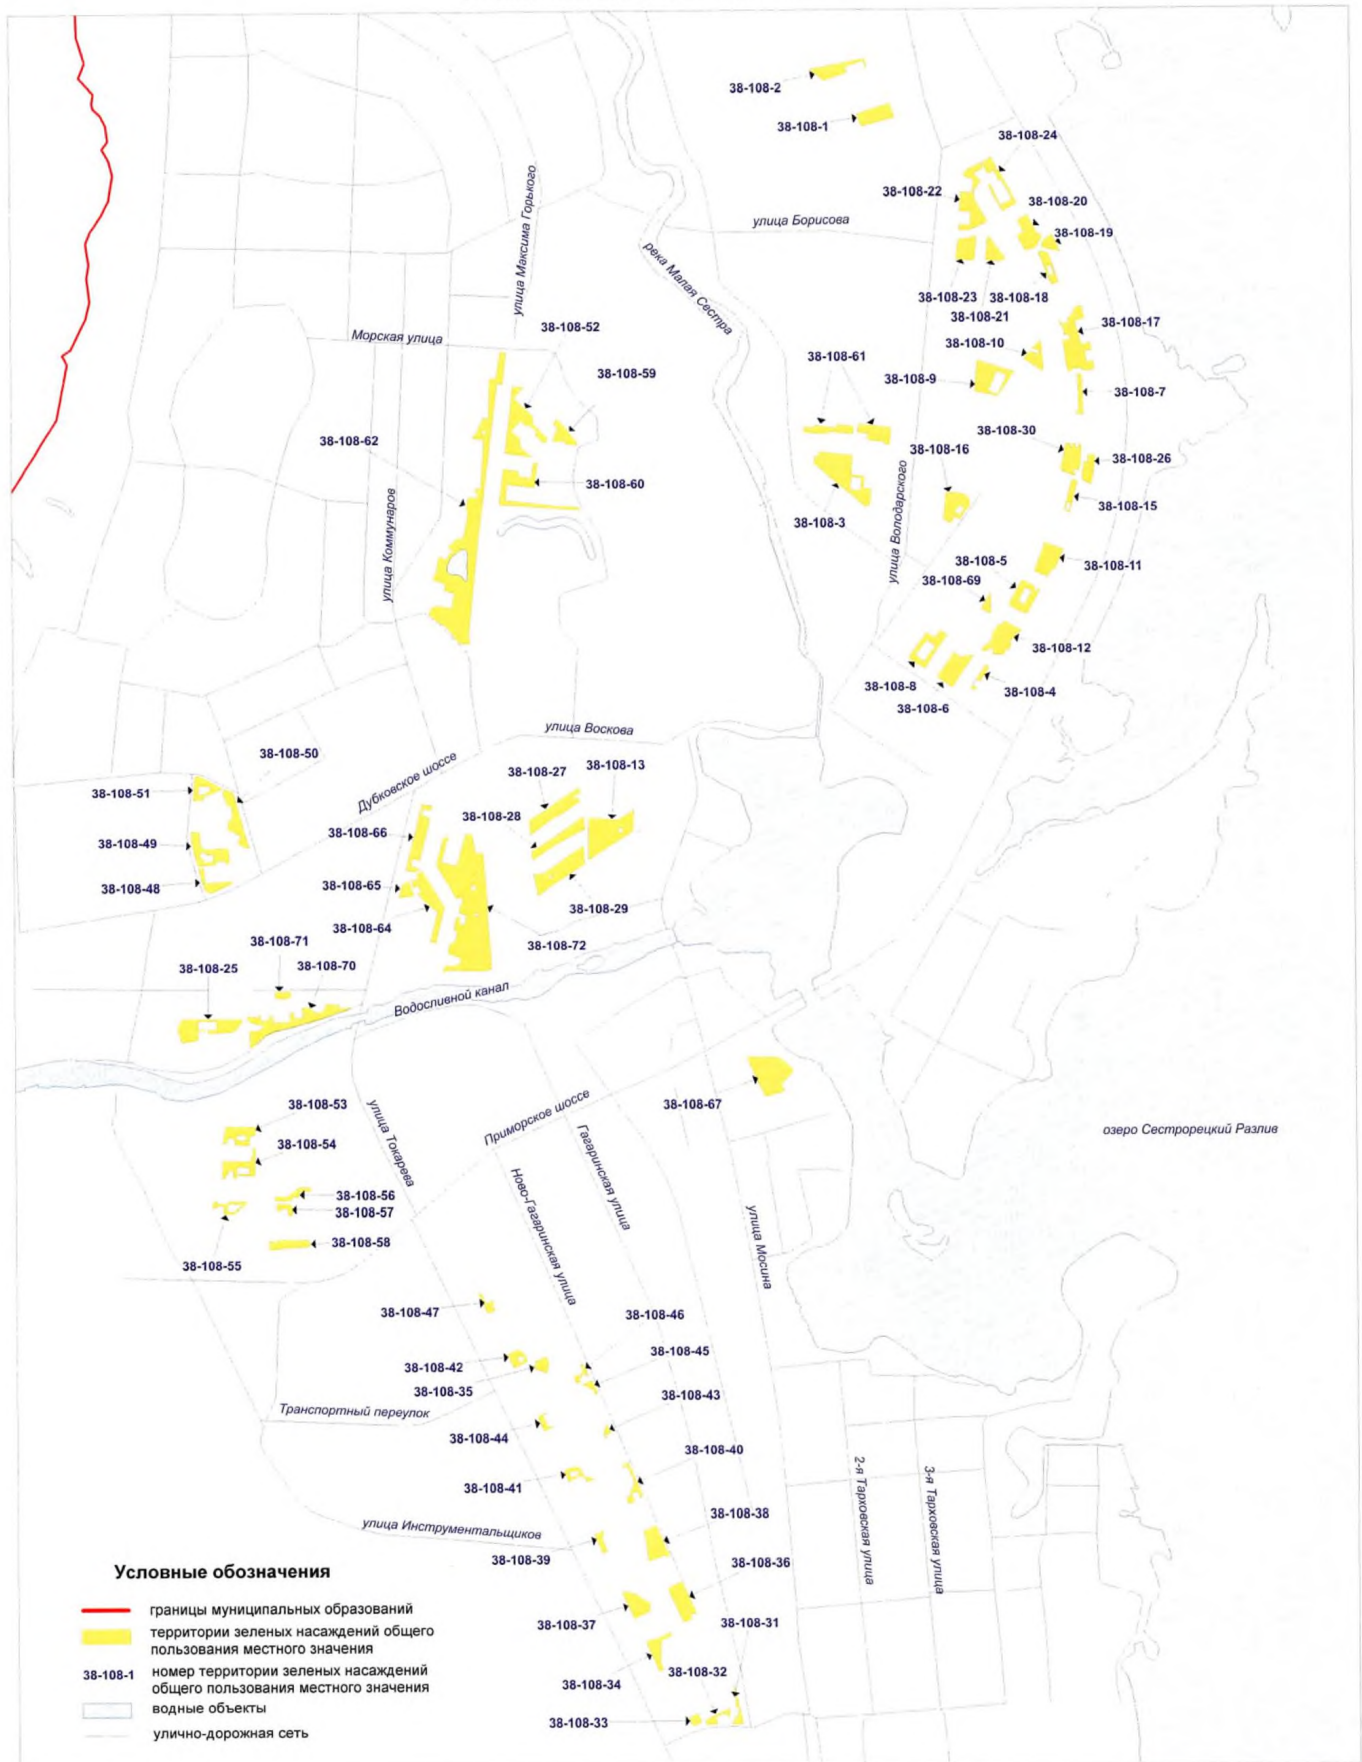 38-108-2
38-108-1
38-108-24
38-108-22
38-108-20
улица Борисова
38-108-19
улица Максима Горького
река Малая Сестра
38-108-23
38-108-18
38-108-21
38-108-52
38-108-17
Морская улица
38-108-10
38-108-61
38-108-59
38-108-9
38-108-7
38-108-30
38-108-62
38-108-16
38-108-26
38-108-60
38-108-15
38-108-3
улица Коммунаров
улица Володарского
38-108-5
38-108-11
38-108-69
38-108-12
38-108-8
38-108-4
38-108-6
улица Воскова
38-108-50
38-108-27
38-108-13
Дубковское шоссе
38-108-51
38-108-28
38-108-66
38-108-49
38-108-65
38-108-48
38-108-29
38-108-64
38-108-71
38-108-72
38-108-25
38-108-70
Водосливной канал
38-108-53
38-108-67
Приморское шоссе
озеро Сестрорецкий Разлив
38-108-54
улица Токарева
Гагаринская улица
38-108-56
38-108-57
Ново-Гагаринская улица
38-108-58
улица Мосина
38-108-55
38-108-47
38-108-46
38-108-45
38-108-42
38-108-35
38-108-43
Транспортный переулок
38-108-44
38-108-40
38-108-41
2-я Тарховская улица
3-я Тарховская улица
38-108-38
улица Инструментальщиков
38-108-39
38-108-36
38-108-37
38-108-31
38-108-32
38-108-34
38-108-33
Условные обозначения
границы муниципальных образований
территории зеленых насаждений общего
пользования местного значения
38-108-1 номер территории зеленых насаждений
общего пользования местного значения
водные объекты
улично-дорожная сеть